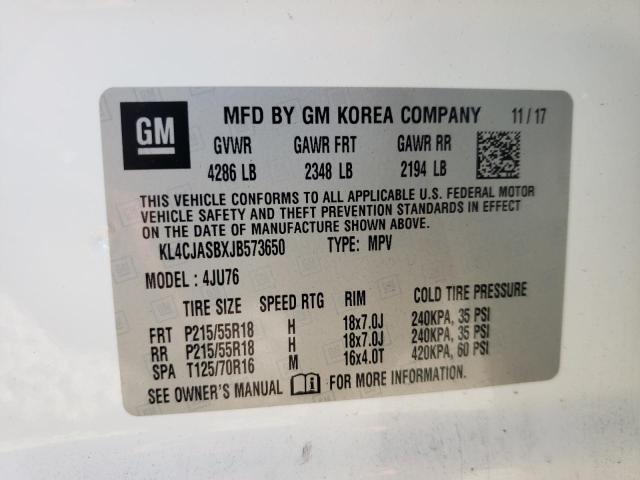 GM MFD BY GM KOREA COMPANY 11/17
GVWR GAWR FRT GAWR RR
4286 LB 2348 LB 2194 LB
THIS VEHICLE CONFORMS TO ALL APPLICABLE U.S. FEDERAL MOTOR
VEHICLE SAFETY AND THEFT PREVENTION STANDARDS IN EFFECT ON
THE DATE OF MANUFACTURE SHOWN ABOVE.
KL4CJASBXJB573650 TYPE: MPV
MODEL: 4JU76
TIRE SIZE SPEED RTG RIM COLD TIRE PRESSURE
FRT P215/55R18 H 18x7.0J 240KPA, 35 PSI
RR P215/55R18 H 18x7.0J 240KPA, 35 PSI
SPA T125/70R16 M 16x4.0T 420KPA, 60 PSI
SEE OWNER'S MANUAL FOR MORE INFORMATION.